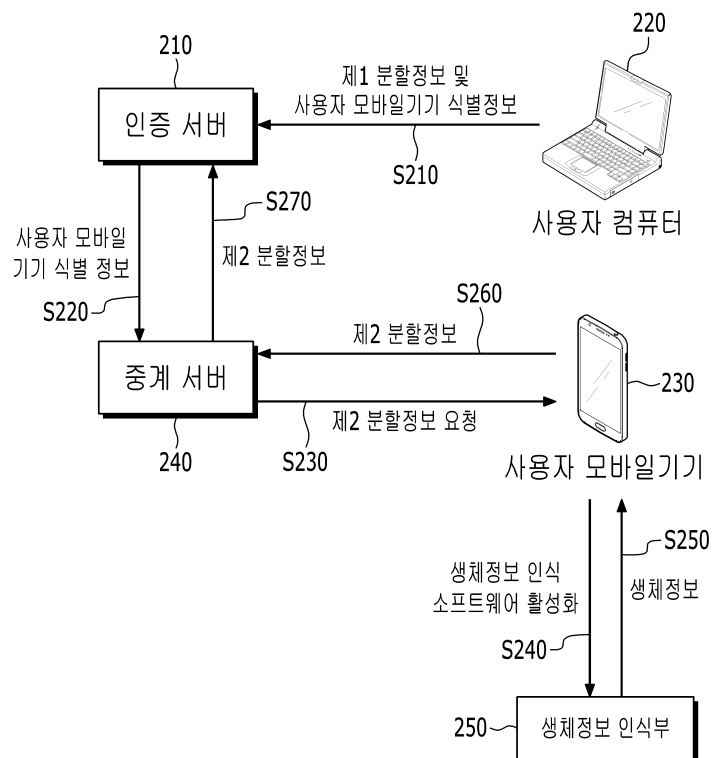 210
220
제1 분할정보 및
사용자 모바일기기 식별정보
인증 서버
S210
S270
사용자 컴퓨터
사용자 모바일
기기 식별 정보
제2 분할정보
S220
S260
제2 분할정보
중계 서버
230
제2 분할정보 요청
240
S230
사용자 모바일기기
S250
생체정보 인식
소프트웨어 활성화
생체정보
S240
250
생체정보 인식부